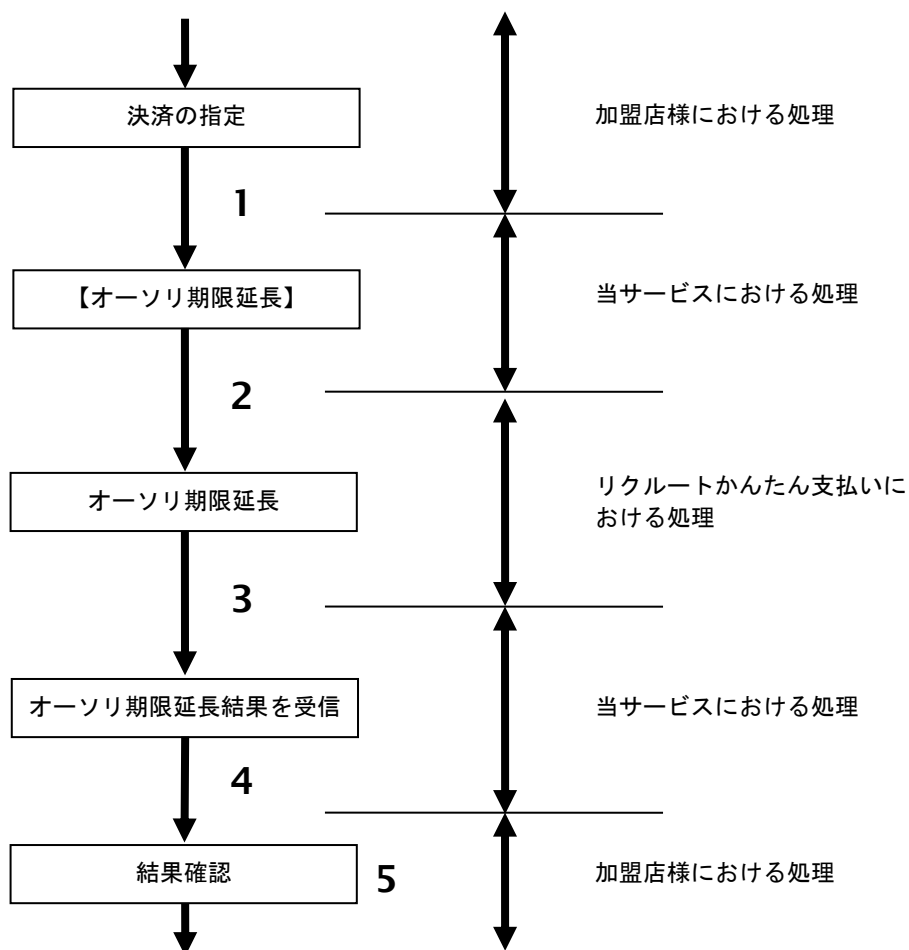 決済の指定
加盟店様における処理
1
【オーソリ期限延長】
当サービスにおける処理
2
オーソリ期限延長
リクルートかんたん支払いに
おける処理
3
オーソリ期限延長結果を受信
当サービスにおける処理
4
結果確認
5
加盟店様における処理